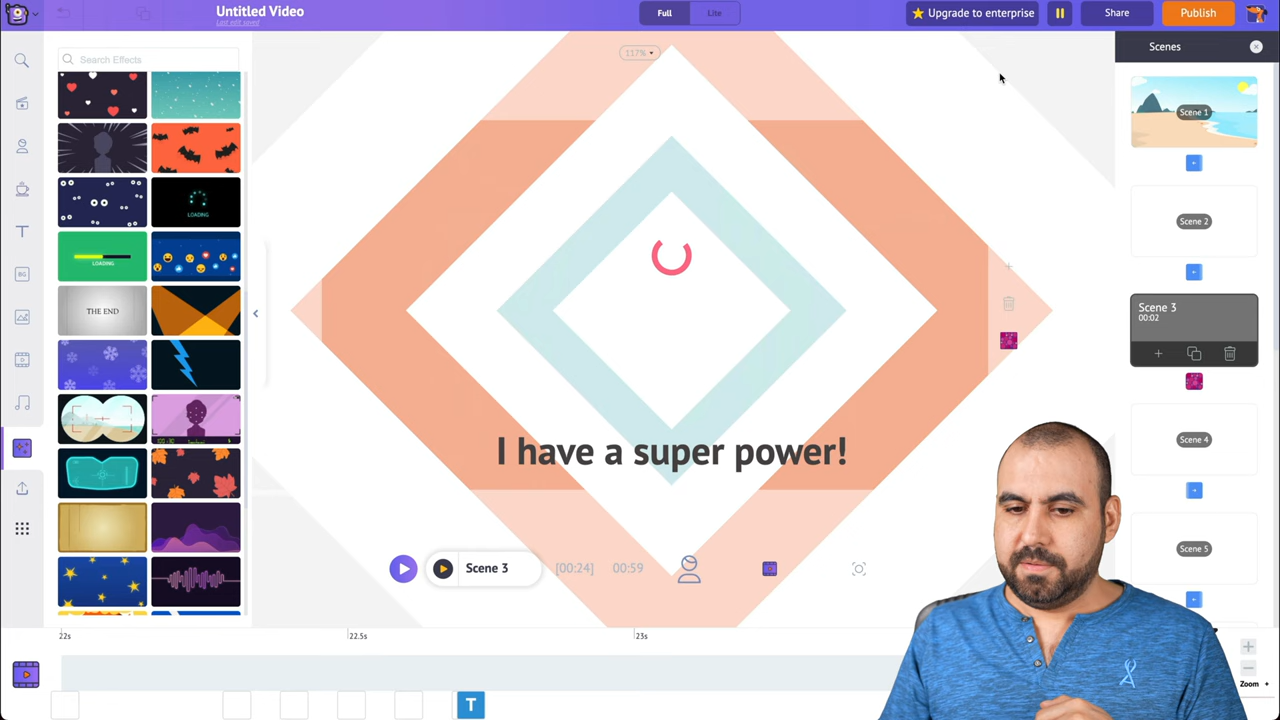 Untitled Video
Last edit saved
Full
Lite
Upgrade to enterprise
Share
Publish
Search Effects
117%
Scenes
Scene 1
Scene 2
Scene 3
00:02
Scene 4
Scene 5
LOADING
LOADING
THE END
I have a super power!
Scene 3
[00:24]
00:59
22s
22.5s
23s
T
Zoom